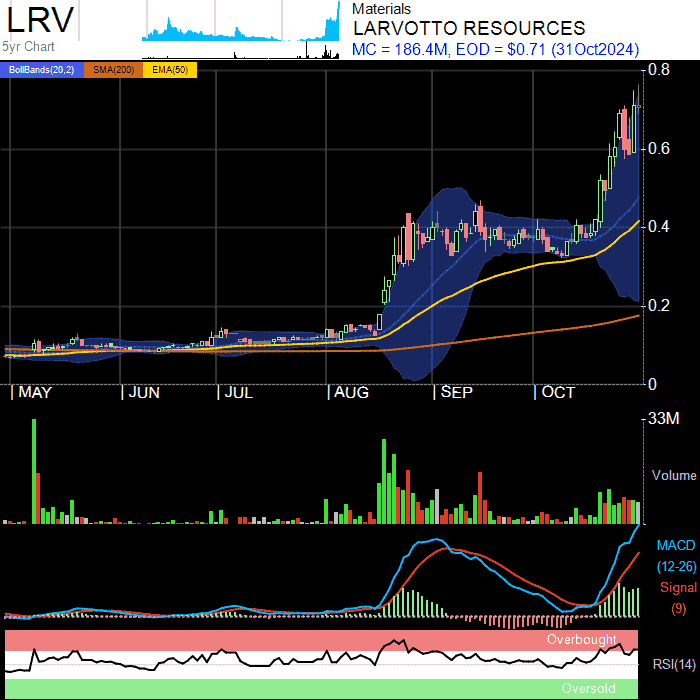 LRV
5yr Chart
Materials
LARVOTTO RESOURCES
MC = 186.4M, EOD = $0.71 (31Oct2024)
BollBands(20,2) SMA(200) EMA(50)
0.8
0.6
0.4
0.2
0
MAY JUN JUL AUG SEP OCT
33M
Volume
MACD
(12-26)
Signal
(9)
Overbought
RSI(14)
Oversold